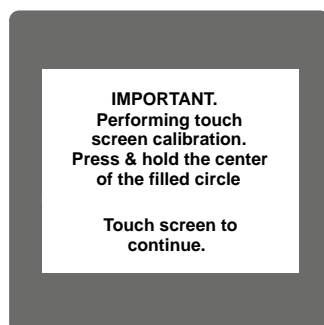 IMPORTANT.
Performing touch
screen calibration.
Press & hold the center
of the filled circle
Touch screen to
continue.